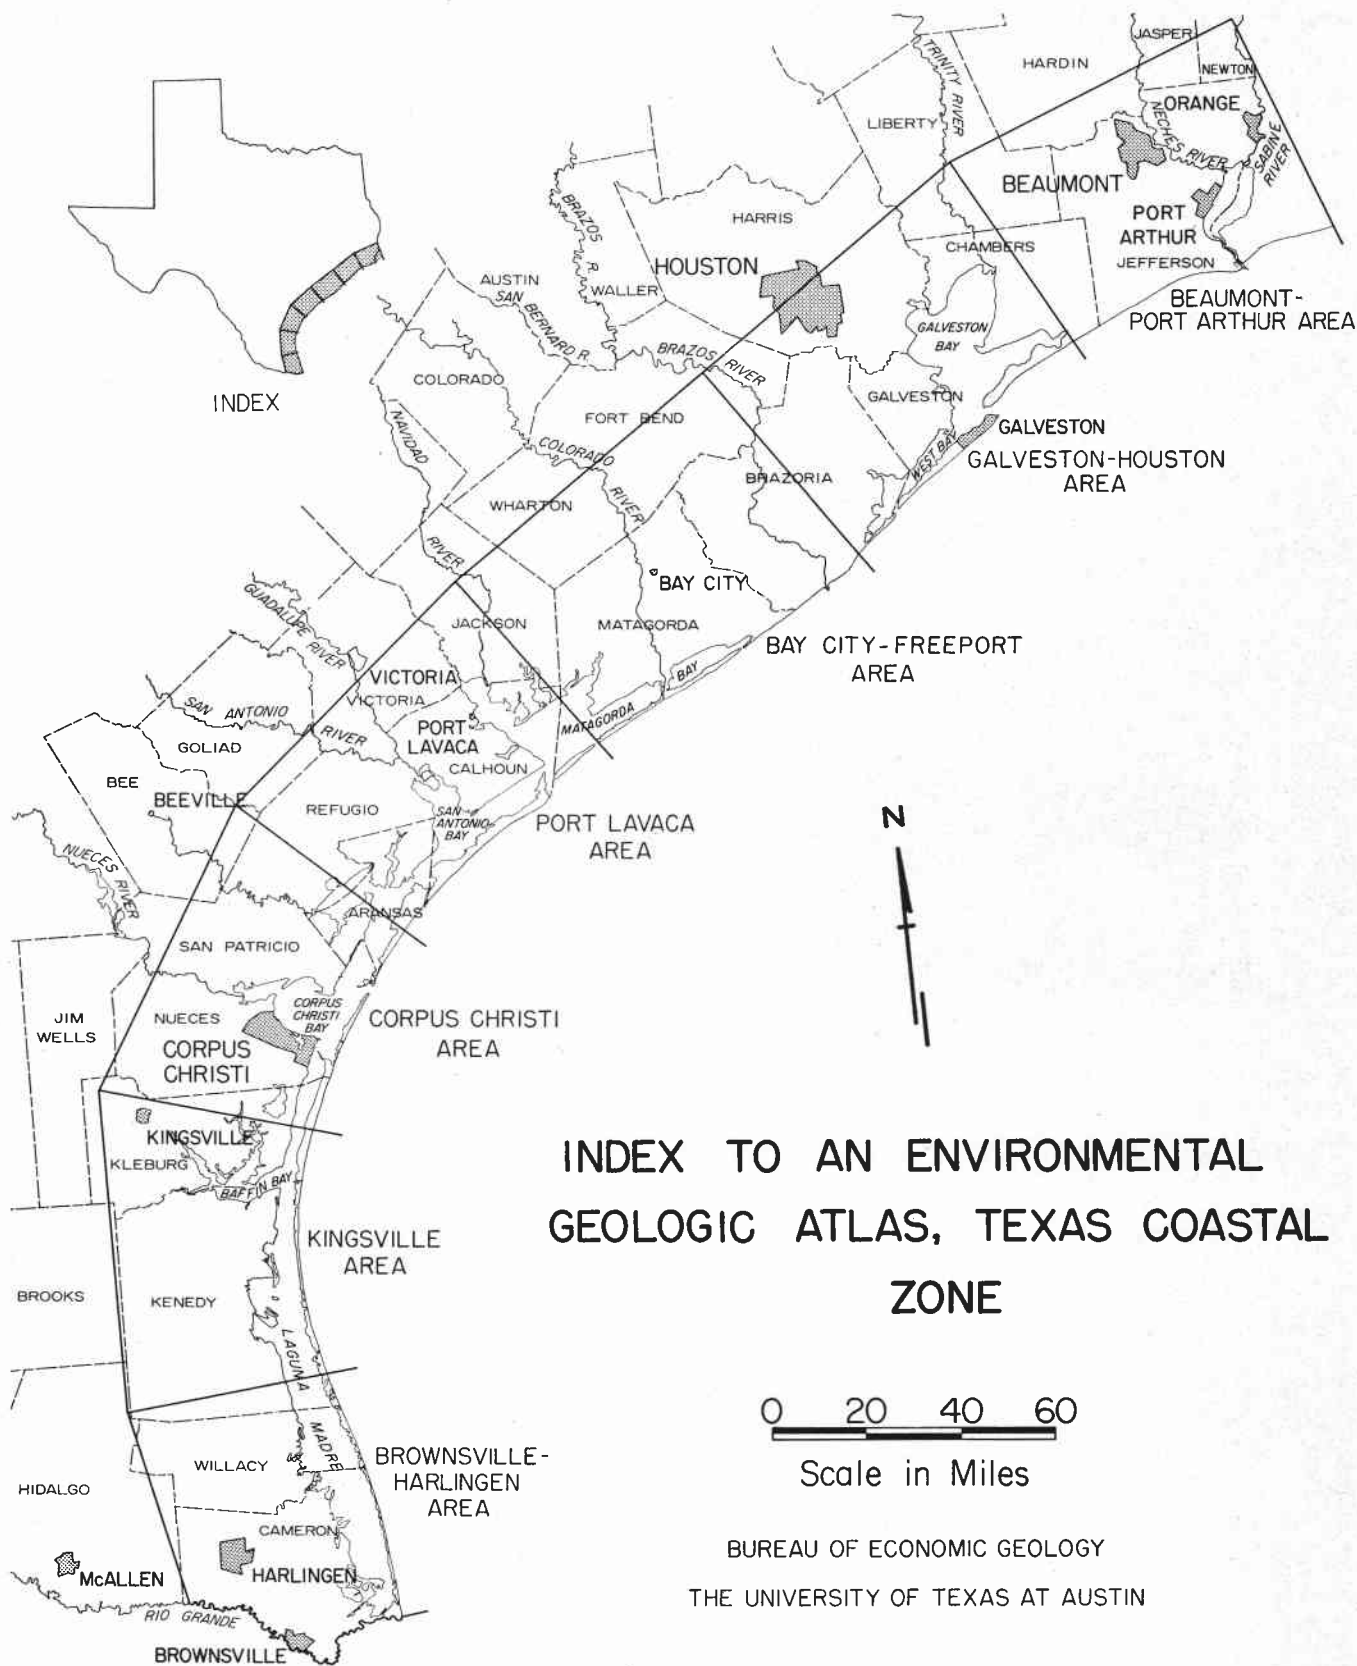 JASPER
HARDIN
NEWTON
TRINITY RIVER
ORANGE
LIBERTY
NECHES RIVER
SABINE
RIVER
BEAUMONT
HARRIS
BRAZOS
R.
PORT
ARTHUR
CHAMBERS
JEFFERSON
HOUSTON
AUSTIN
WALLER
SAN
BERNARD R.
BEAUMONT-
PORT ARTHUR AREA
GALVESTON
BAY
BRAZOS
RIVER
COLORADO
INDEX
GALVESTON
FORT BEND
NAVIDAD
RIVER
GALVESTON
WEST BAY
COLORADO
RIVER
GALVESTON-HOUSTON
AREA
BRAZORIA
WHARTON
BAY CITY
GUADALUPE RIVER
JACKSON
MATAGORDA
BAY CITY-FREEPORT
AREA
VICTORIA
VICTORIA
MATAGORDA
BAY
SAN ANTONIO
RIVER
PORT
LAVACA
GOLIAD
CALHOUN
BEE
BEEVILLE
REFUGIO
SAN
ANTONIO
BAY
PORT LAVACA
AREA
N
NUECES RIVER
ARANSAS
SAN PATRICIO
CORPUS
CHRISTI
BAY
JIM
WELLS
NUECES
CORPUS CHRISTI
AREA
CORPUS
CHRISTI
KINGSVILLE
KLEBURG
BAFFIN BAY
INDEX TO AN ENVIRONMENTAL
GEOLOGIC ATLAS, TEXAS COASTAL
ZONE
KINGSVILLE
AREA
BROOKS
KENEDY
LAGUMA
MADRE
0 20 40 60
Scale in Miles
WILLACY
BROWNSVILLE-
HARLINGEN
AREA
HIDALGO
CAMERON
McALLEN
HARLINGEN
RIO GRANDE
BROWNSVILLE
BUREAU OF ECONOMIC GEOLOGY
THE UNIVERSITY OF TEXAS AT AUSTIN